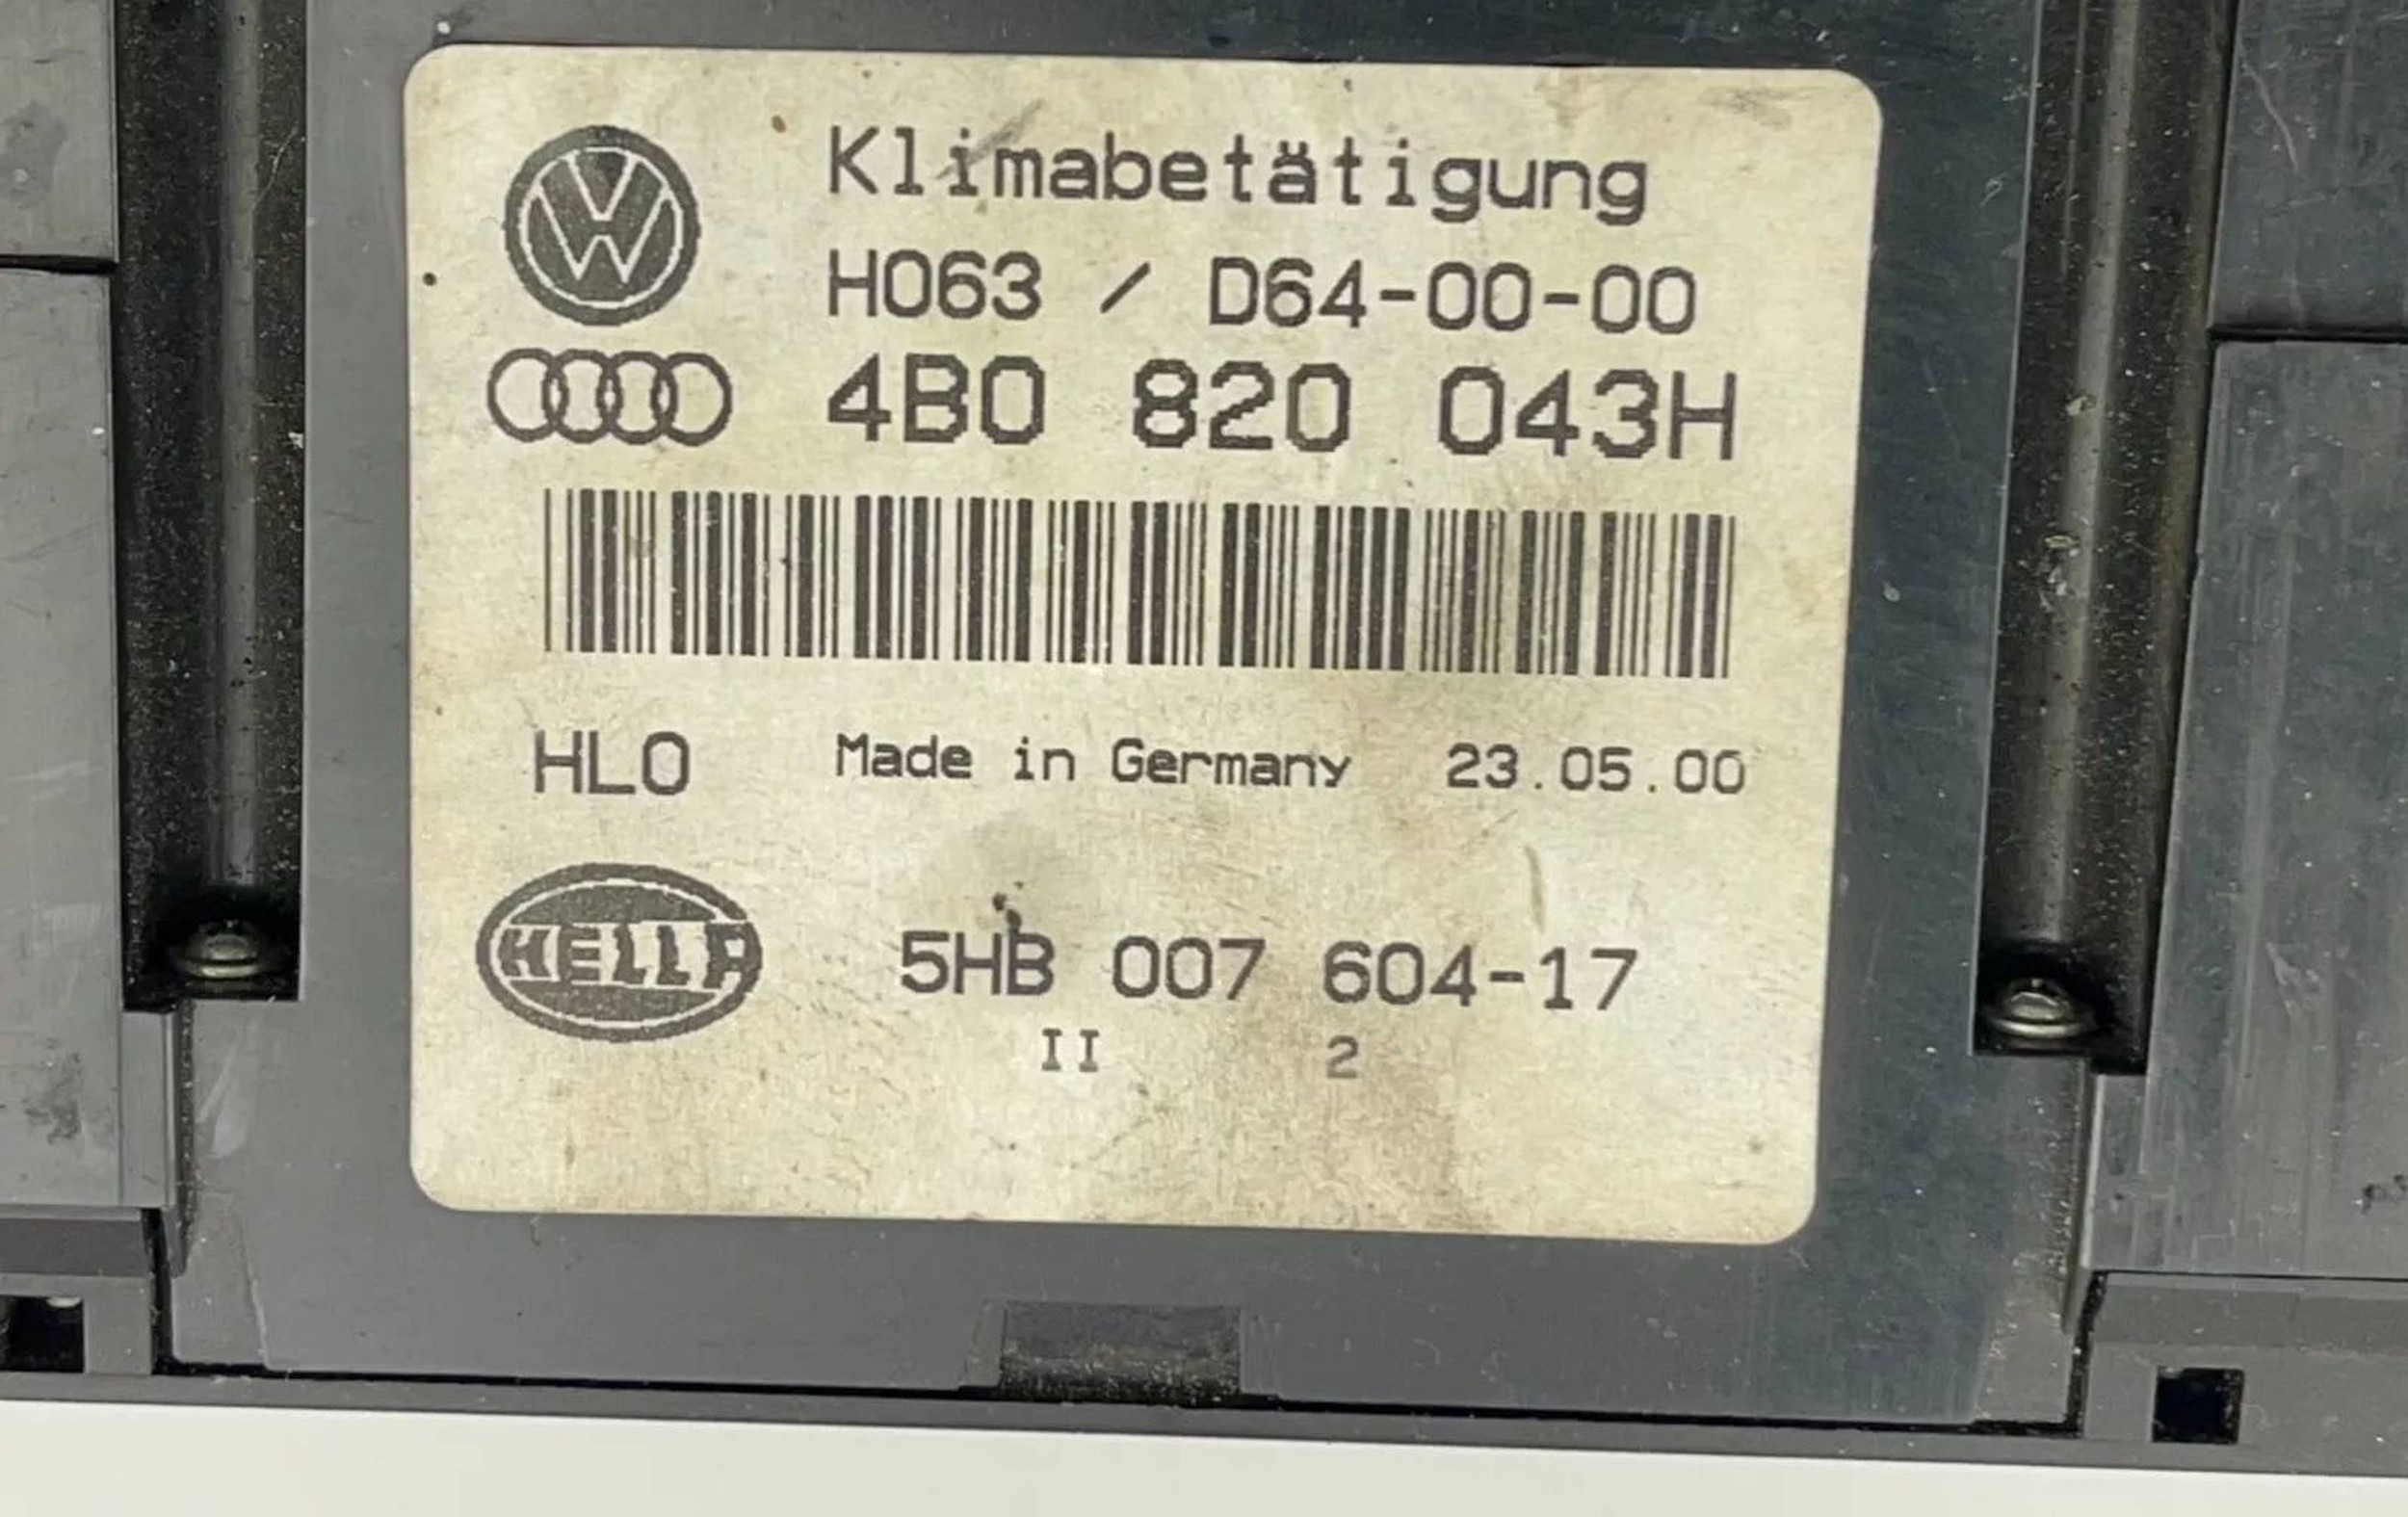 Klimabetätigung
H063 / D64-00-00
4B0 820 043H
HLO Made in Germany 23.05.00
HELLA 5HB 007 604-17
II 2